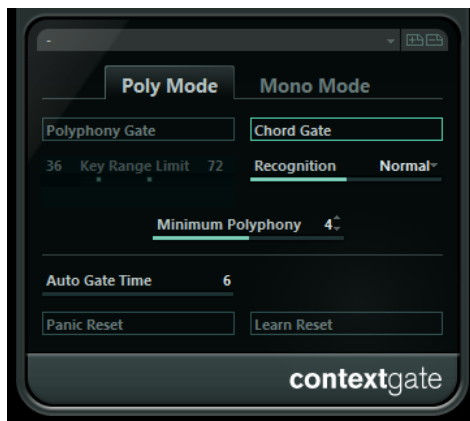 -
Poly Mode Mono Mode
Polyphony Gate Chord Gate
36 Key Range Limit 72 Recognition Normal
Minimum Polyphony 4
Auto Gate Time 6
Panic Reset Learn Reset
contextgate